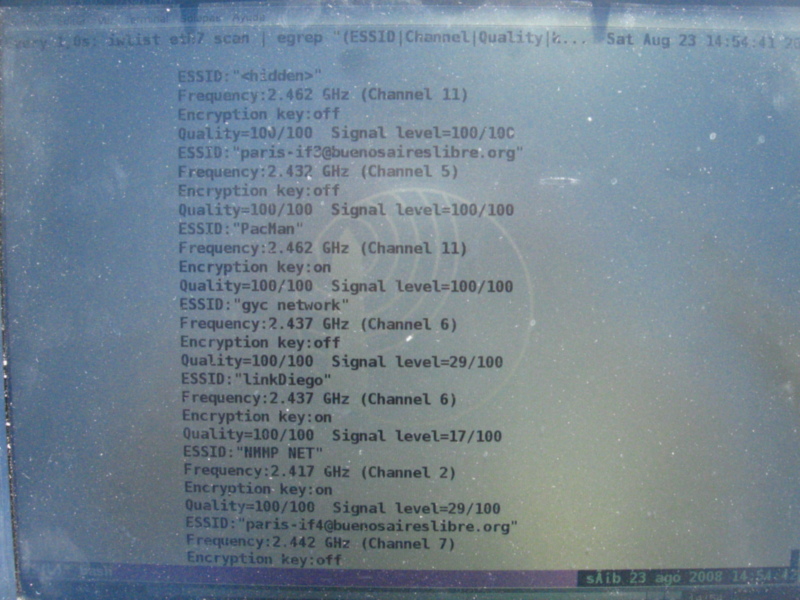 Ayuda
1,0s: iwlist eth7 scan | egrep "(ESSID|Channel|Quality|k... Sat Aug 23 14:54:41 20
ESSID:"<hidden>"
Frequency:2.462 GHz (Channel 11)
Encryption key:off
Quality=100/100 Signal level=100/100
ESSID:"paris-if3@buenosaireslibre.org"
Frequency:2.432 GHz (Channel 5)
Encryption key:off
Quality=100/100 Signal level=100/100
ESSID:"PacMan"
Frequency:2.462 GHz (Channel 11)
Encryption key:on
Quality=100/100 Signal level=100/100
ESSID:"gyc network"
Frequency:2.437 GHz (Channel 6)
Encryption key:off
Quality=100/100 Signal level=29/100
ESSID:"linkDiego"
Frequency:2.437 GHz (Channel 6)
Encryption key:on
Quality=100/100 Signal level=17/100
ESSID:"NMMP NET"
Frequency:2.417 GHz (Channel 2)
Encryption key:on
Quality=100/100 Signal level=29/100
ESSID:"paris-if4@buenosaireslibre.org"
Frequency:2.442 GHz (Channel 7)
Encryption key:off
sÃib 23 ago 2008 14:54:42